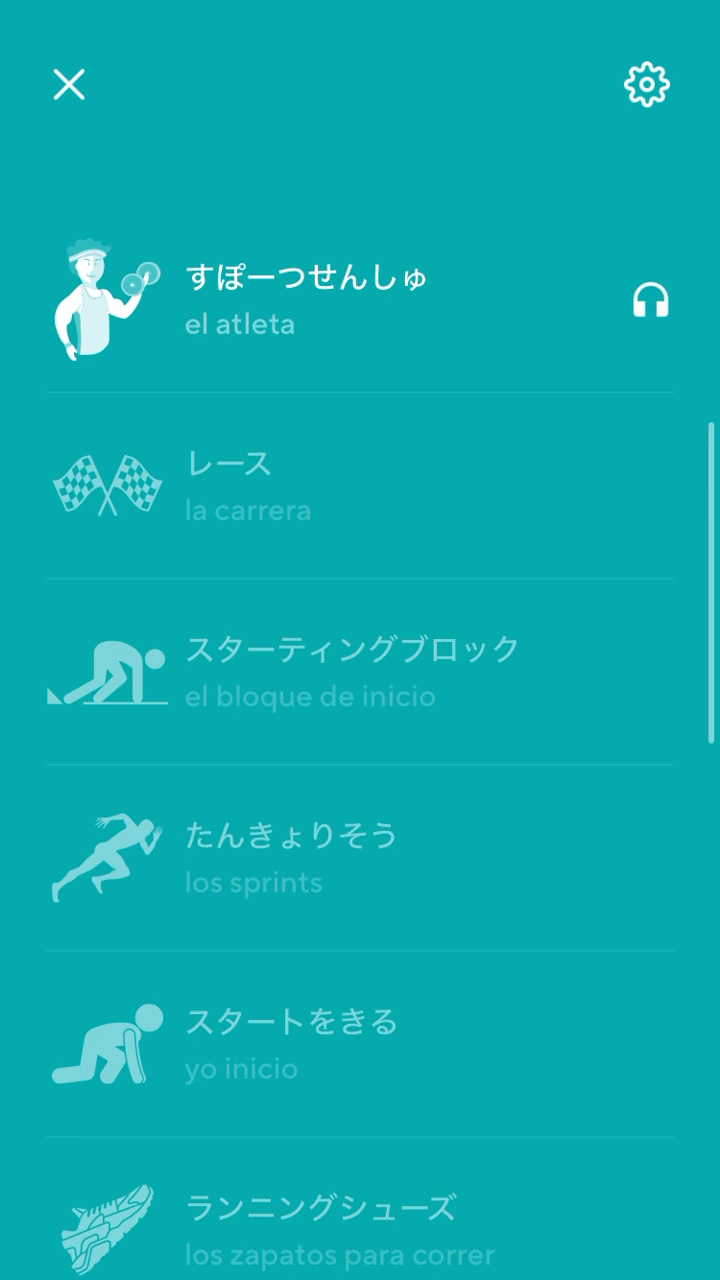 すぽーつせんしゅ
el atleta
レース
la carrera
スターティングブロック
el bloque de inicio
たんきょりそう
los sprints
スタートをきる
yo inicio
ランニングシューズ
los zapatos para correr